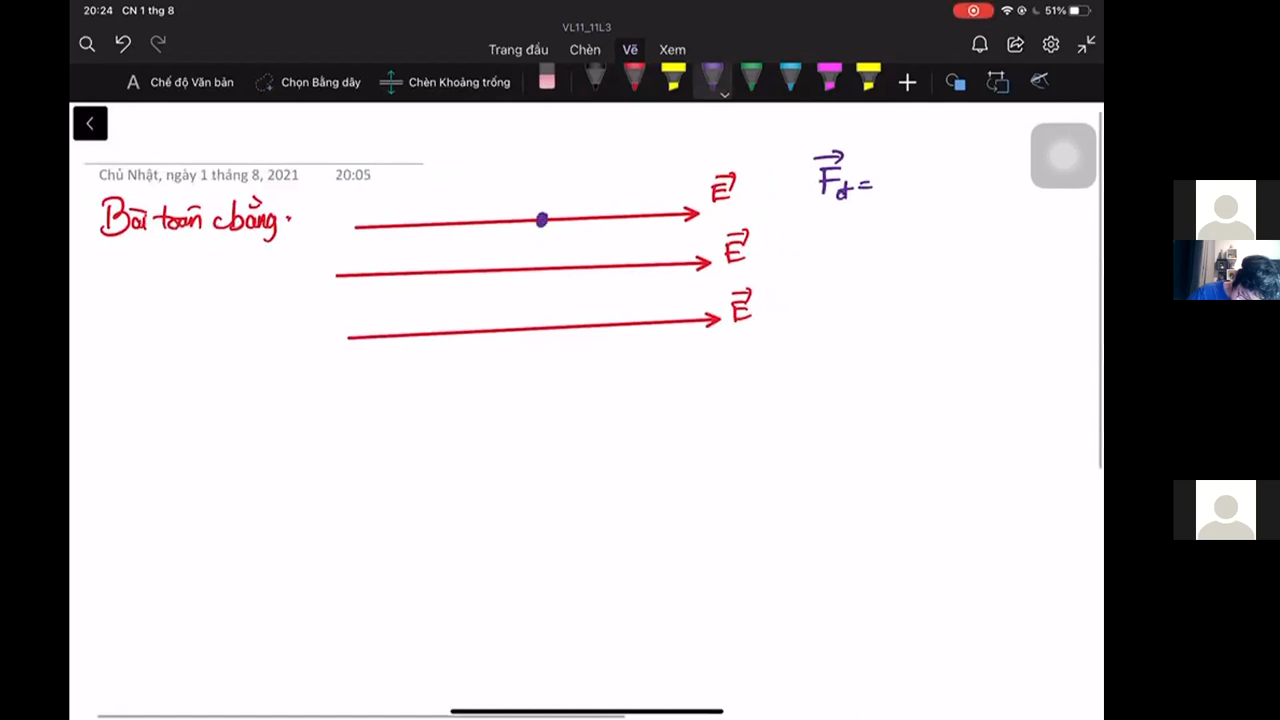 20:24 CN 1 thg 8
51%
VL11_11L3
Trang đầu Chèn Vẽ Xem
A Chế độ Văn bản Chọn Bằng dây Chèn Khoảng trống
Chủ Nhật, ngày 1 tháng 8, 2021 20:05
Bài toán cbằng.
E⃗
E⃗
E⃗
F⃗đ =